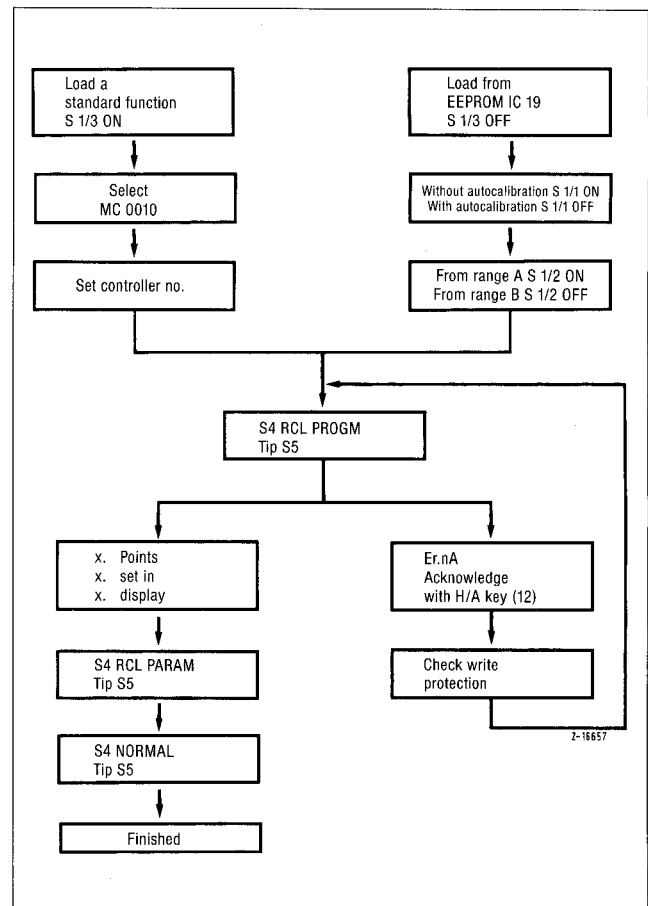 Load a
standard function
S 1/3 ON
Select
MC 0010
Set controller no.
Load from
EEPROM IC 19
S 1/3 OFF
Without autocalibration S 1/1 ON
With autocalibration S 1/1 OFF
From range A S 1/2 ON
From range B S 1/2 OFF
S4 RCL PROGM
Tip S5
x. Points
x. set in
x. display
S4 RCL PARAM
Tip S5
S4 NORMAL
Tip S5
Finished
Er.nA
Acknowledge
with H/A key (12)
Check write
protection
Z-16657